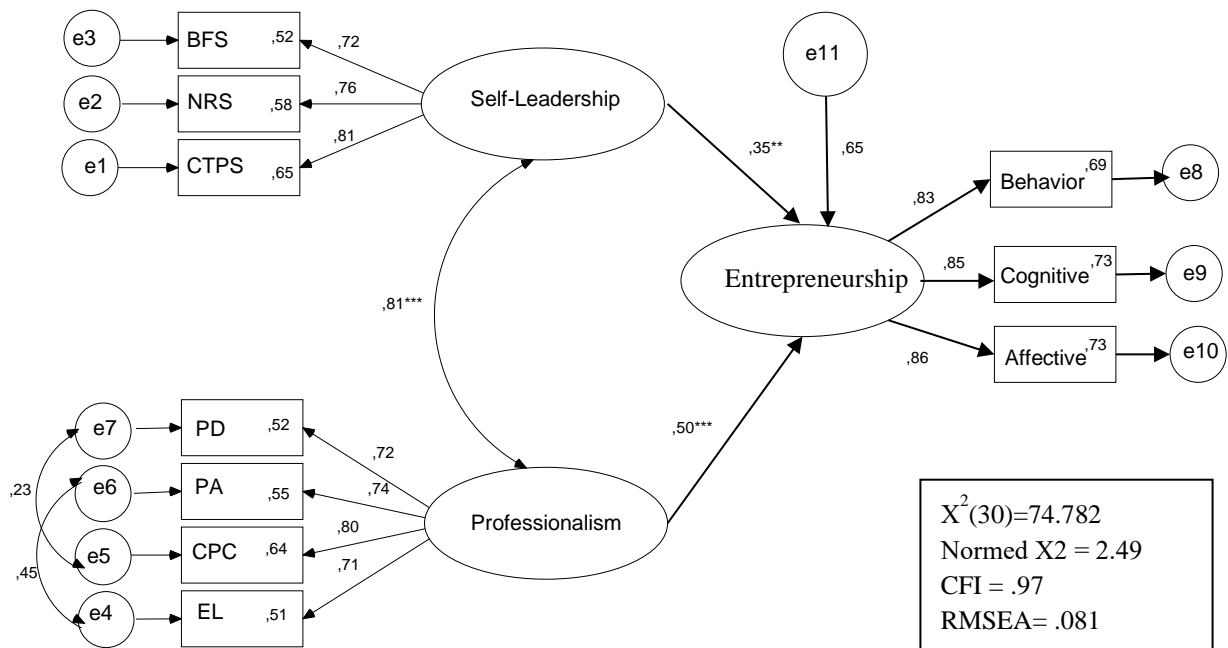 e3
BFS ,52
,72
e2
NRS ,58
,76
e1
CTPS ,65
,81
Self-Leadership
e11
,35**
,65
Behavior ,69
e8
,83
Entrepreneurship
,85
Cognitive ,73
e9
,86
Affective ,73
e10
,81***
,50***
e7
PD ,52
,72
,23
e6
PA ,55
,74
Professionalism
e5
CPC ,64
,80
,45
e4
EL ,51
,71
X2(30)=74.782
Normed X2 = 2.49
CFI = .97
RMSEA= .081